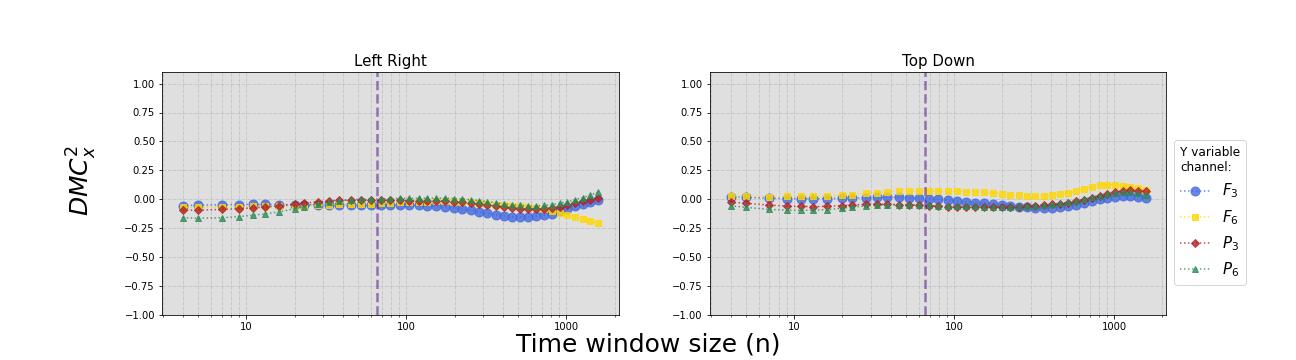 Left Right
Top Down
1.00
0.75
0.50
0.25
0.00
−0.25
−0.50
−0.75
−1.00
10
100
1000
1.00
0.75
0.50
0.25
0.00
−0.25
−0.50
−0.75
−1.00
10
100
1000
DMC²ₓ
Time window size (n)
Y variable
channel:
F₃
F₆
P₃
P₆